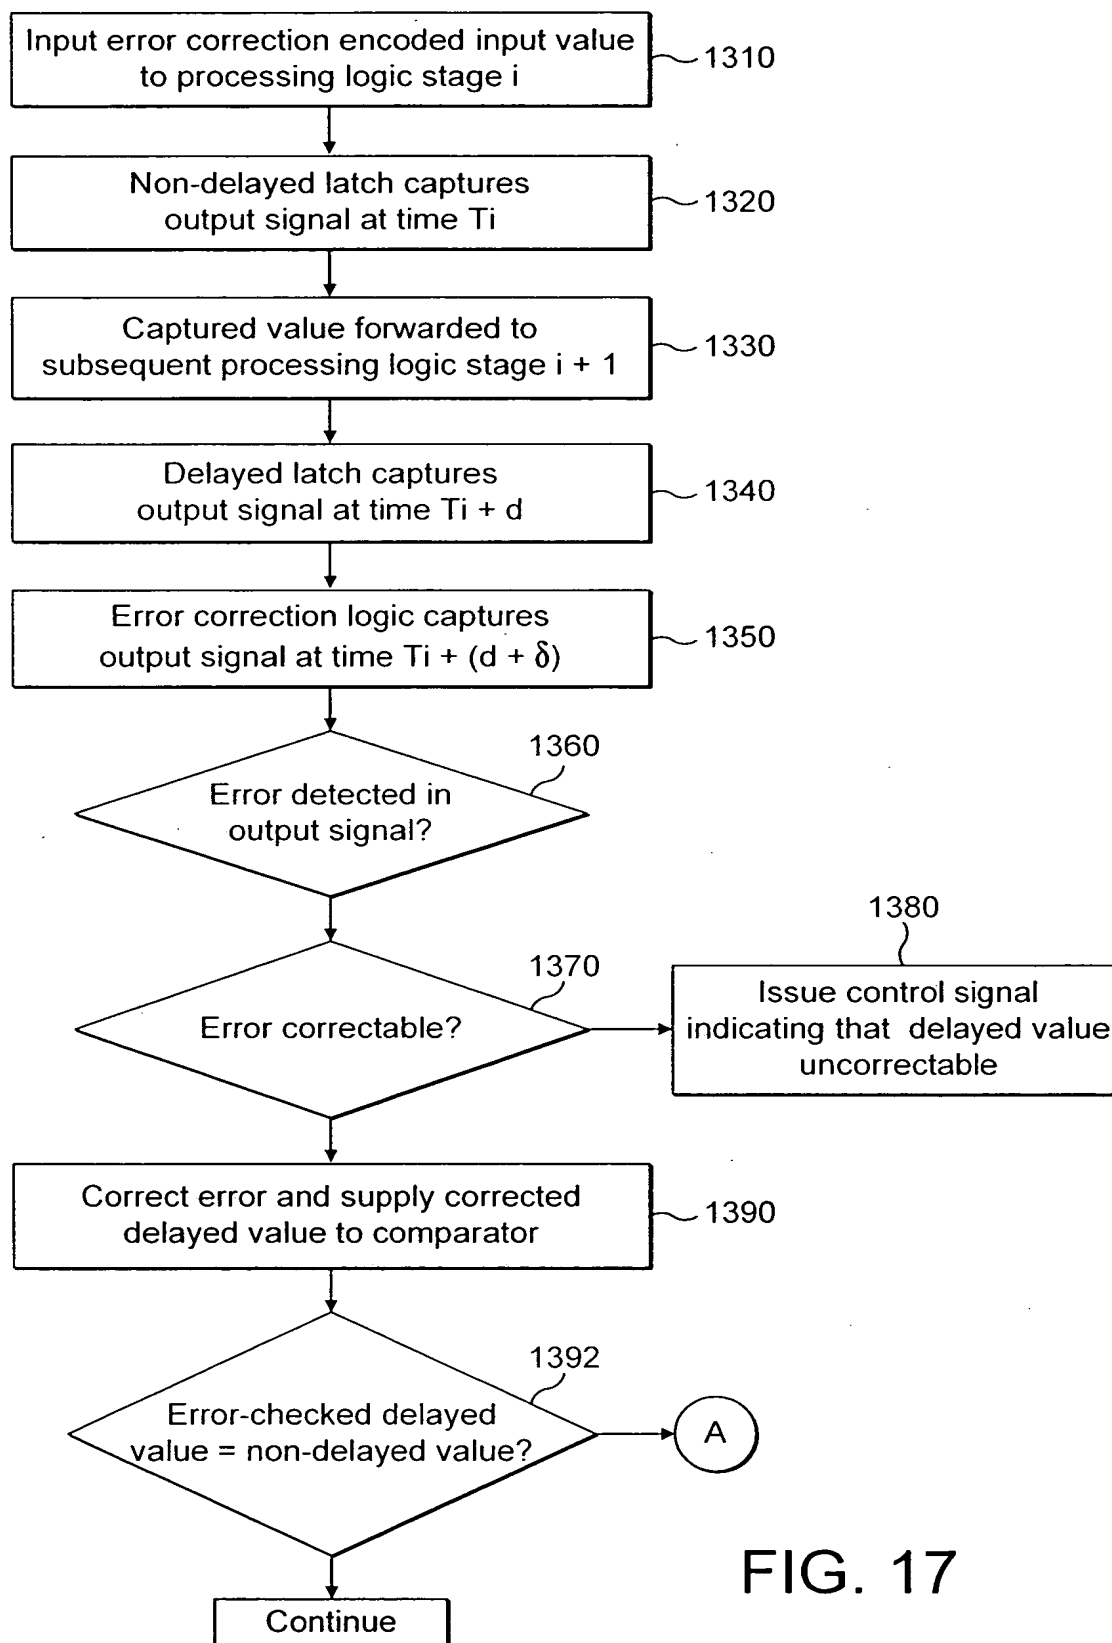 Input error correction encoded input value
to processing logic stage i
1310
Non-delayed latch captures
output signal at time Ti
1320
Captured value forwarded to
subsequent processing logic stage i + 1
1330
Delayed latch captures
output signal at time Ti + d
1340
Error correction logic captures
output signal at time Ti + (d + δ)
1350
1360
Error detected in
output signal?
1370
Error correctable?
1380
Issue control signal
indicating that delayed value
uncorrectable
Correct error and supply corrected
delayed value to comparator
1390
1392
Error-checked delayed
value = non-delayed value?
A
Continue
FIG. 17